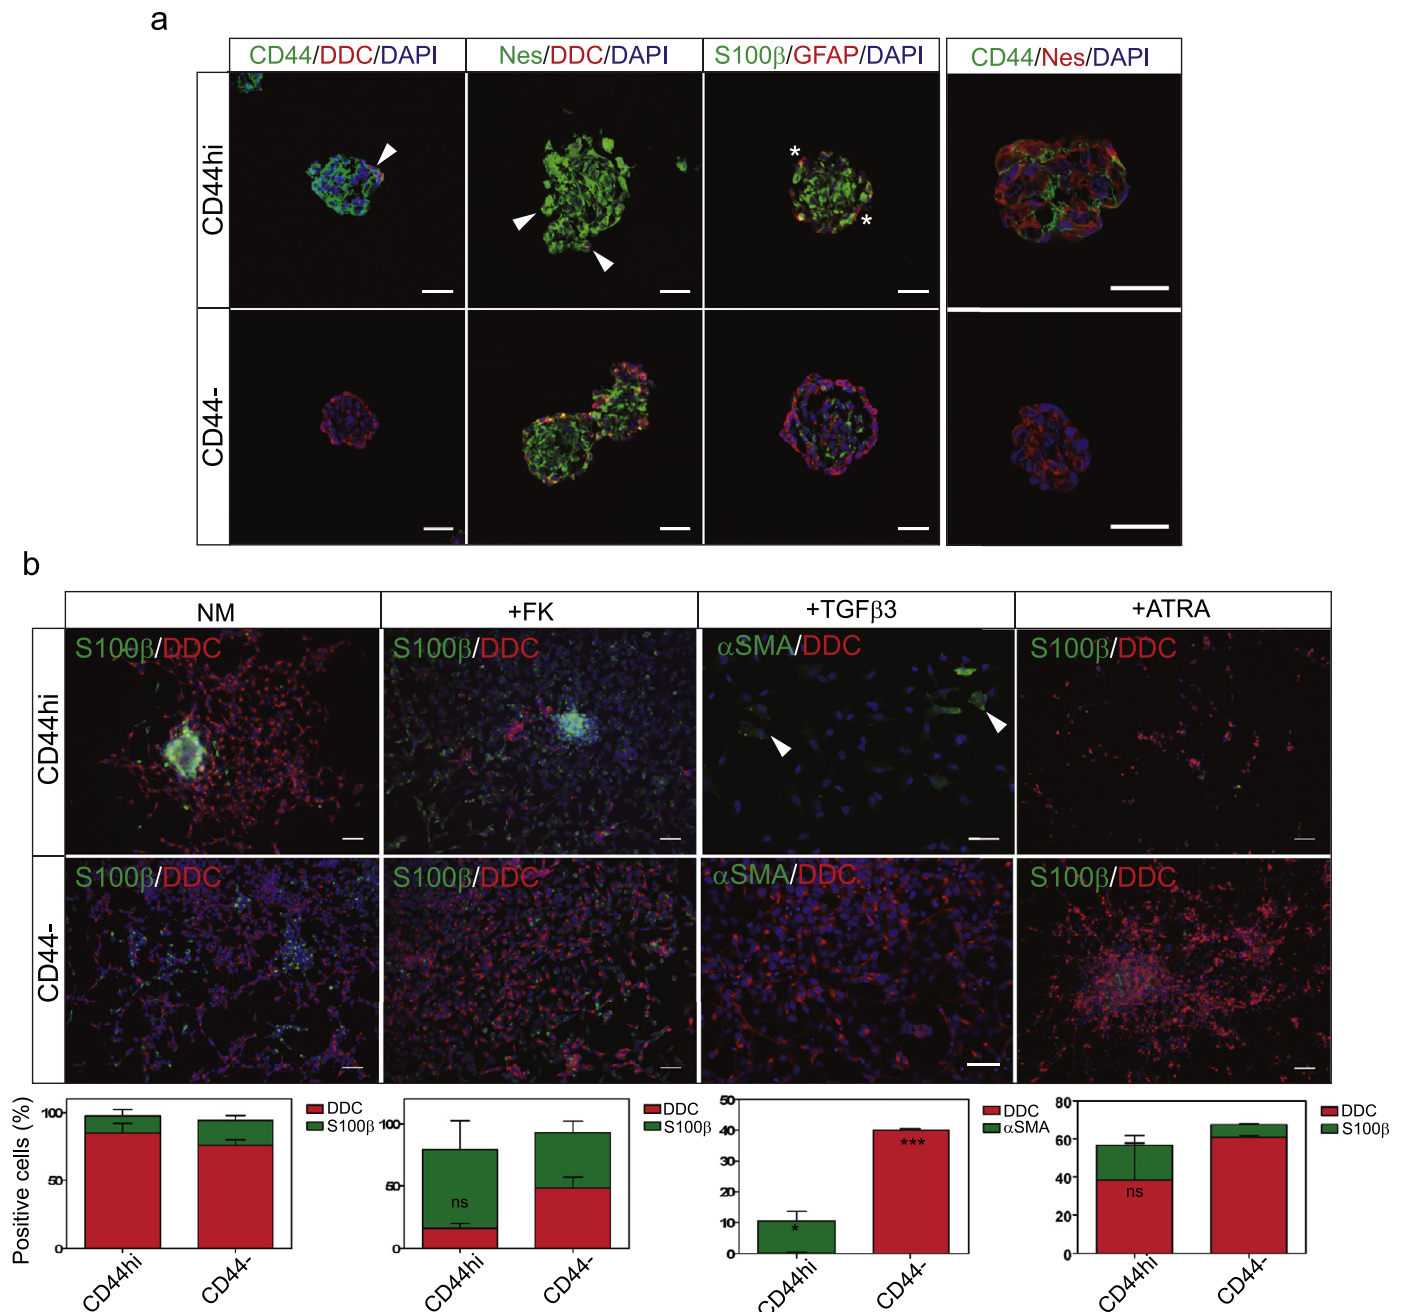 a
CD44/DDC/DAPI
Nes/DDC/DAPI
S100β/GFAP/DAPI
CD44/Nes/DAPI
CD44hi
*
*
CD44-
b
NM
+FK
+TGFβ3
+ATRA
CD44hi
S100β/DDC
S100β/DDC
αSMA/DDC
S100β/DDC
CD44-
S100β/DDC
S100β/DDC
αSMA/DDC
S100β/DDC
Positive cells (%)
100
50
0
DDC
S100β
CD44hi
CD44-
100
50
0
ns
DDC
S100β
CD44hi
CD44-
50
40
30
20
10
0
*
***
DDC
αSMA
CD44hi
CD44-
80
60
40
20
0
ns
DDC
S100β
CD44hi
CD44-